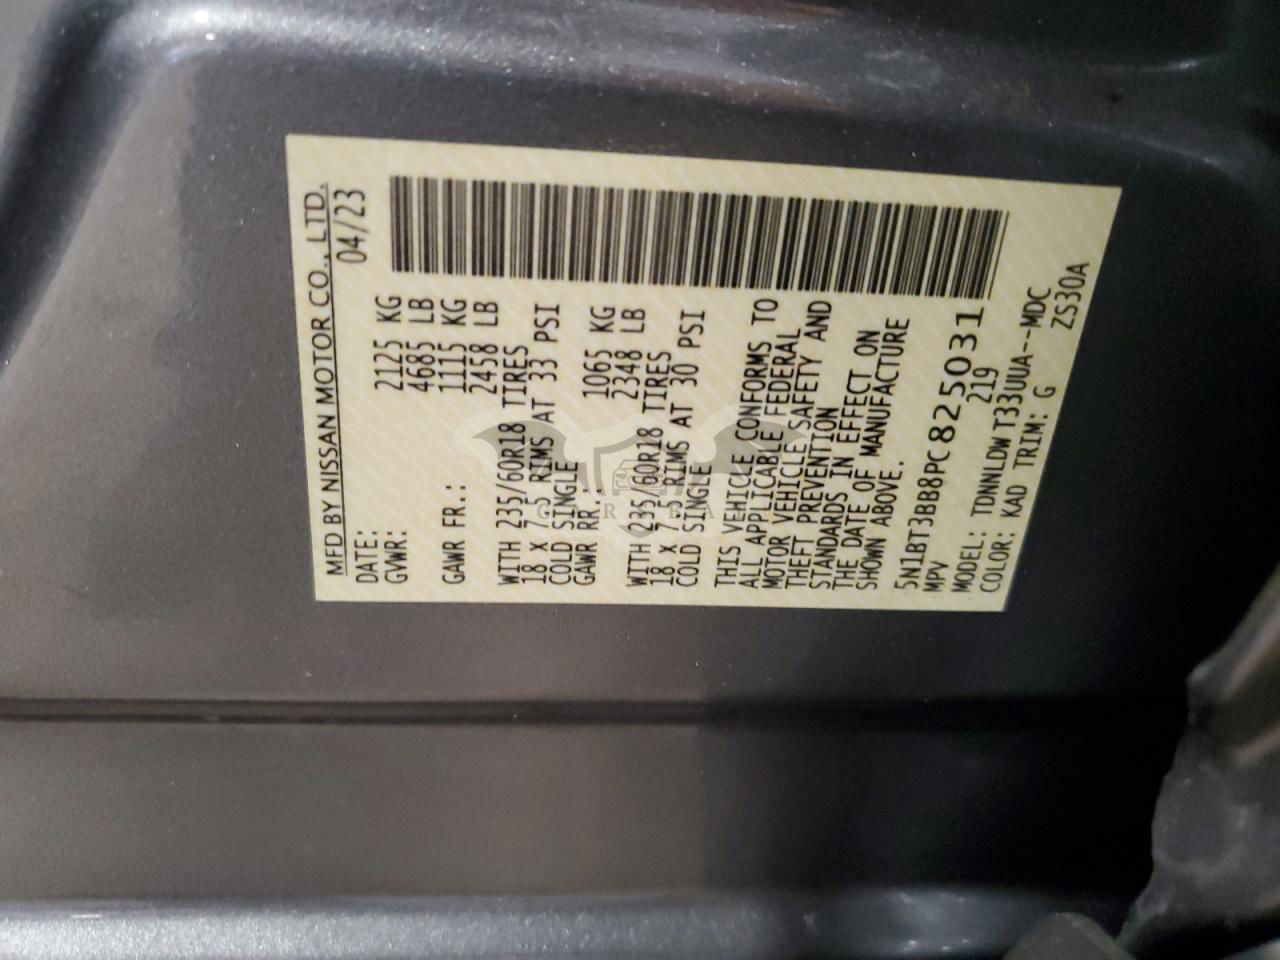 MFD BY NISSAN MOTOR CO., LTD.
DATE: 04/23
GVWR: 2125 KG
4685 LB
GAWR FR.: 1115 KG
2458 LB
WITH 235/60R18 TIRES
18 X 7.5 RIMS AT 33 PSI
COLD SINGLE
GAWR RR.: 1065 KG
2348 LB
WITH 235/60R18 TIRES
18 X 7.5 RIMS AT 30 PSI
COLD SINGLE
THIS VEHICLE CONFORMS TO
ALL APPLICABLE FEDERAL
MOTOR VEHICLE SAFETY AND
THEFT PREVENTION
STANDARDS IN EFFECT ON
THE DATE OF MANUFACTURE
SHOWN ABOVE.
5N1BT3BB8PC825031
MPV 219
MODEL: TDNNLDW T33UUA--MDC
COLOR: KAD TRIM: G ZS30A